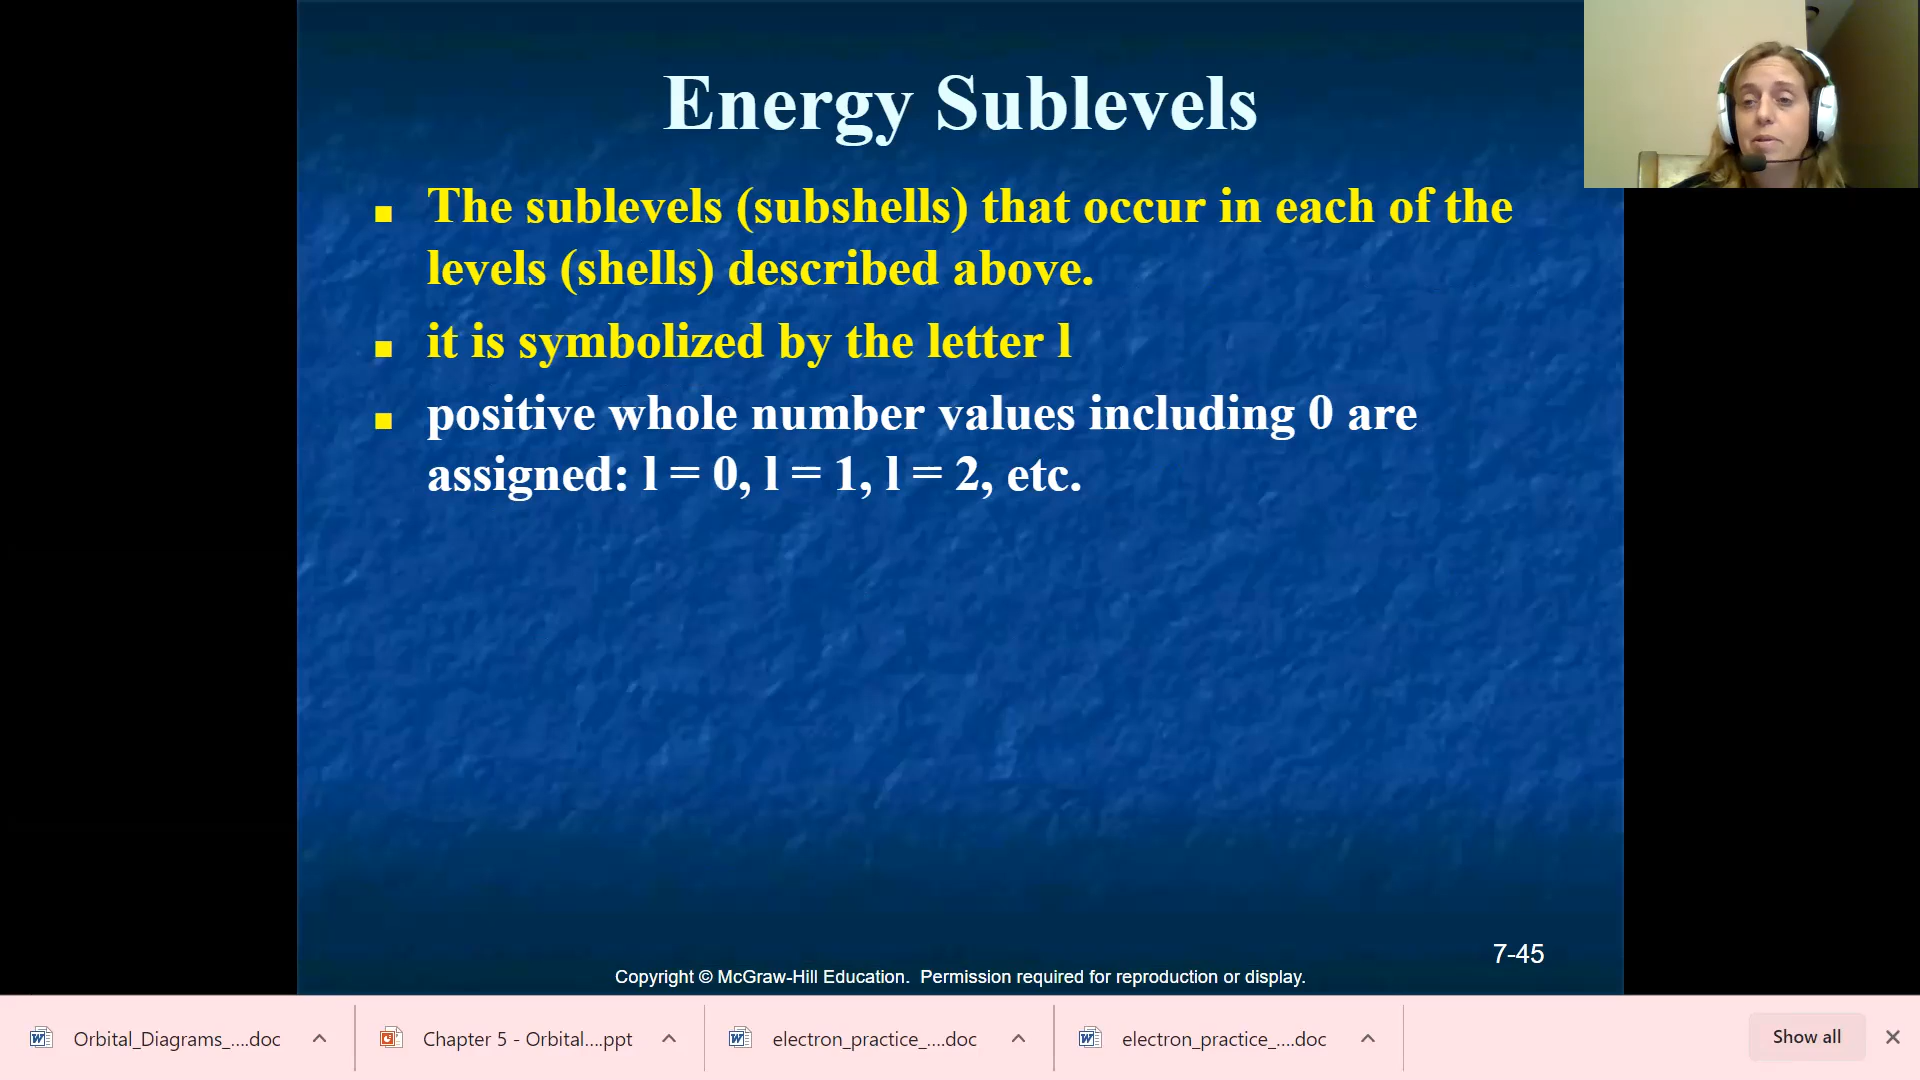 Energy Sublevels
The sublevels (subshells) that occur in each of the
levels (shells) described above.
it is symbolized by the letter l
positive whole number values including 0 are
assigned: l = 0, l = 1, l = 2, etc.
7-45
Copyright © McGraw-Hill Education. Permission required for reproduction or display.
Orbital_Diagrams_....doc
Chapter 5 - Orbital....ppt
electron_practice_....doc
electron_practice_....doc
Show all